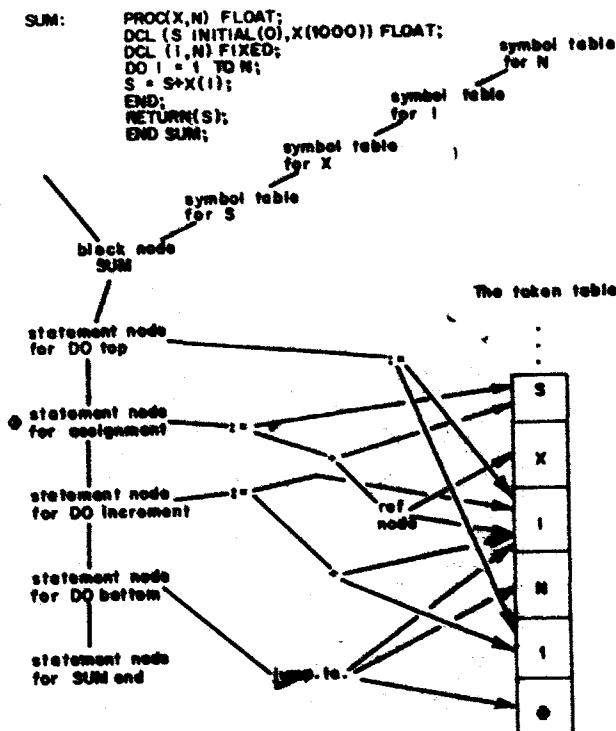 SUM: PROC(X,N) FLOAT;
DCL (S INITIAL(0),X(1000)) FLOAT;
DCL (I,N) FIXED;
DO I = 1 TO N;
S = S+X(I);
END;
RETURN(S);
END SUM;
symbol table
for N
symbol table
for I
symbol table
for X
symbol table
for S
block node
SUM
The token table
statement node
for DO top
:=
S
statement node
for assignment
:=
+
X
statement node
for DO increment
:=
ref
node
I
statement node
for DO bottom
+
N
statement node
for SUM end
1